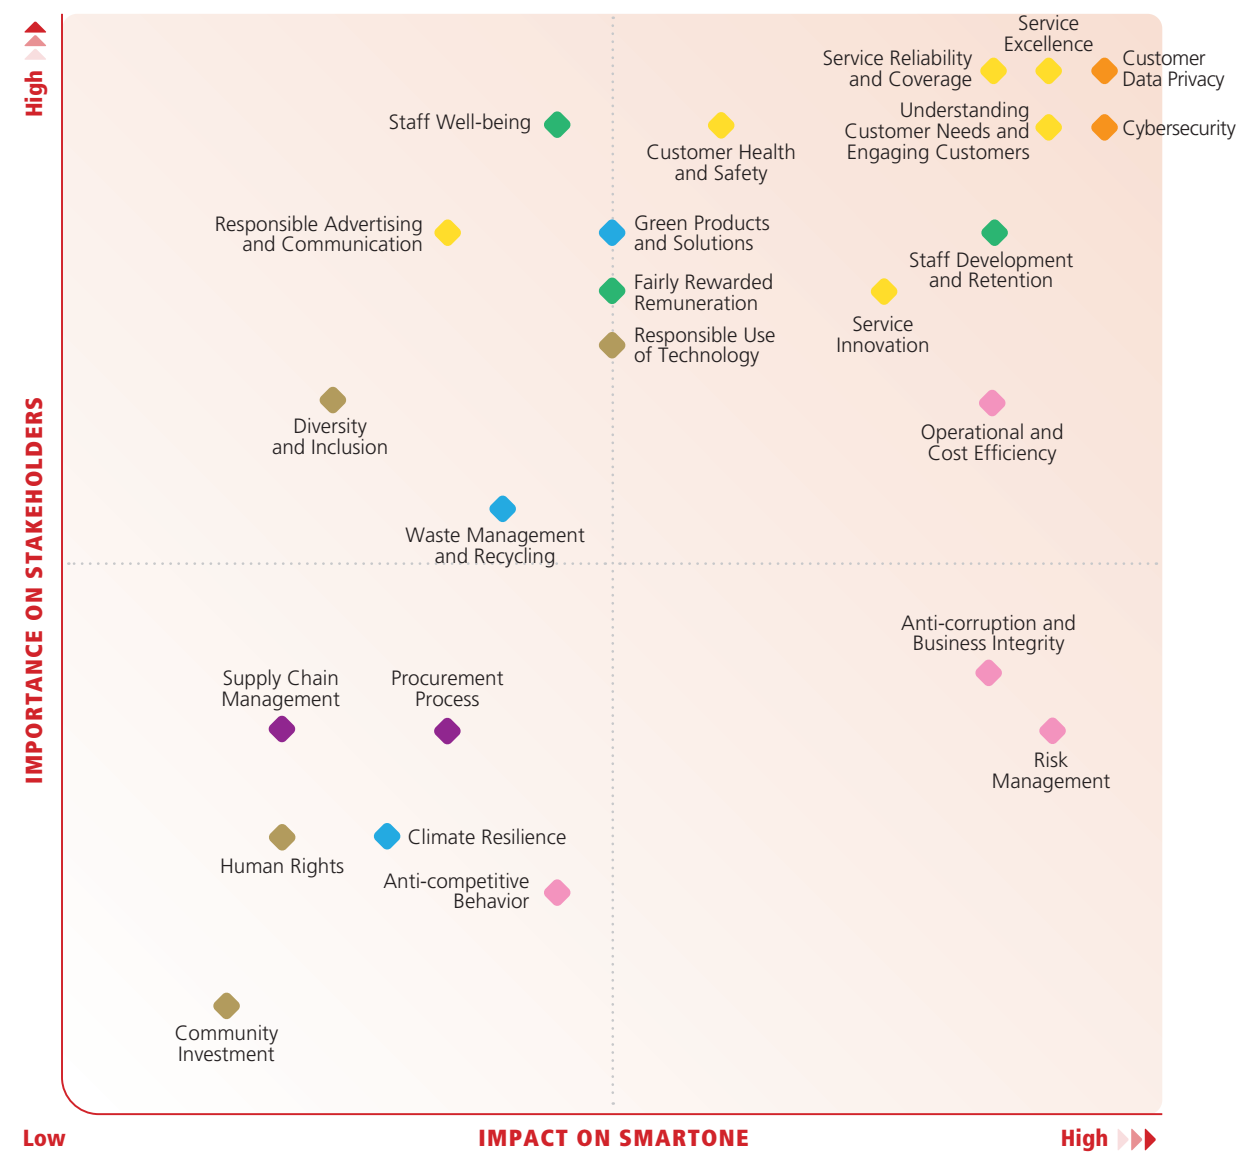 High
Service
Excellence
Service Reliability
and Coverage
Customer
Data Privacy
Staff Well-being
Customer Health
and Safety
Understanding
Customer Needs and
Engaging Customers
Cybersecurity
Responsible Advertising
and Communication
Green Products
and Solutions
Staff Development
and Retention
Fairly Rewarded
Remuneration
Service
Innovation
Responsible Use
of Technology
Diversity
and Inclusion
Operational and
Cost Efficiency
Waste Management
and Recycling
IMPORTANCE ON STAKEHOLDERS
Anti-corruption and
Business Integrity
Supply Chain
Management
Procurement
Process
Risk
Management
Human Rights
Climate Resilience
Anti-competitive
Behavior
Community
Investment
Low
IMPACT ON SMARTONE
High